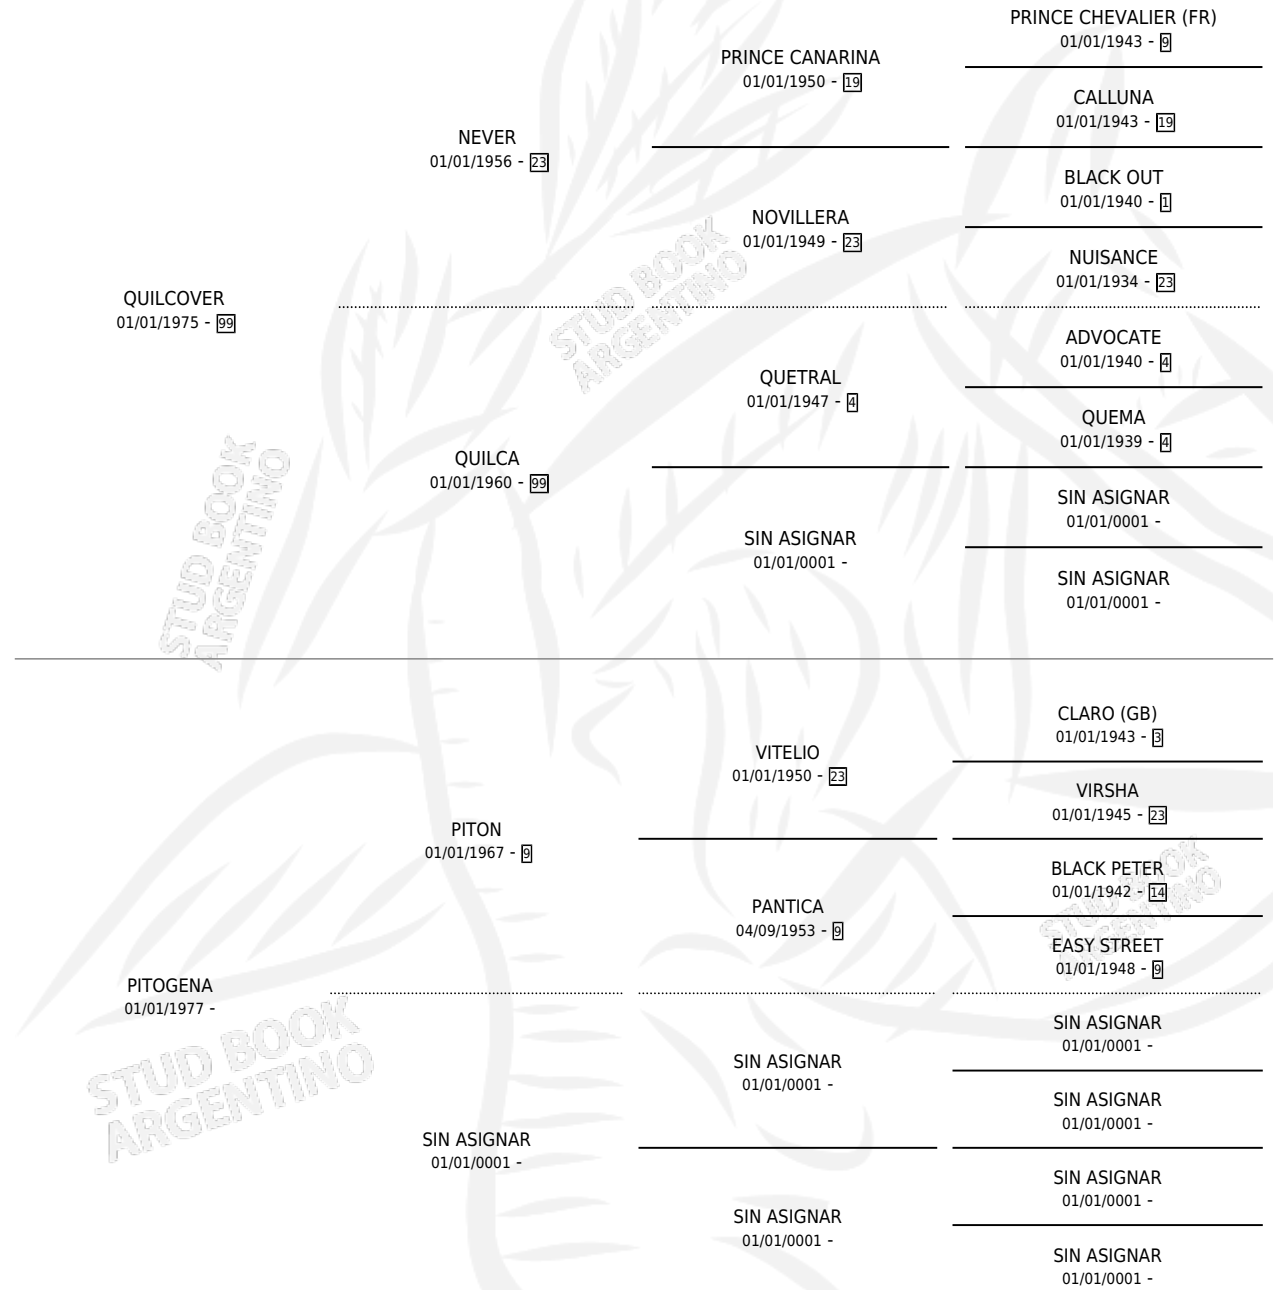 PRINCE CHEVALIER (FR)
01/01/1943 - 9
PRINCE CANARINA
01/01/1950 - 19
CALLUNA
01/01/1943 - 19
NEVER
01/01/1956 - 23
BLACK OUT
01/01/1940 - 1
NOVILLERA
01/01/1949 - 23
NUISANCE
01/01/1934 - 23
QUILCOVER
01/01/1975 - 99
STUD BOOK
ARGENTINO
ADVOCATE
01/01/1940 - 4
QUETRAL
01/01/1947 - 4
QUEMA
01/01/1939 - 4
QUILCA
01/01/1960 - 99
SIN ASIGNAR
01/01/0001 -
SIN ASIGNAR
01/01/0001 -
SIN ASIGNAR
01/01/0001 -
STUD BOOK
ARGENTINO
CLARO (GB)
01/01/1943 - 3
VITELIO
01/01/1950 - 23
VIRSHA
01/01/1945 - 23
PITON
01/01/1967 - 9
BLACK PETER
01/01/1942 - 14
PANTICA
04/09/1953 - 9
STUD BOOK
ARGENTINO
EASY STREET
01/01/1948 - 9
PITOGENA
01/01/1977 -
SIN ASIGNAR
01/01/0001 -
SIN ASIGNAR
01/01/0001 -
STUD BOOK
ARGENTINO
SIN ASIGNAR
01/01/0001 -
SIN ASIGNAR
01/01/0001 -
SIN ASIGNAR
01/01/0001 -
SIN ASIGNAR
01/01/0001 -
SIN ASIGNAR
01/01/0001 -